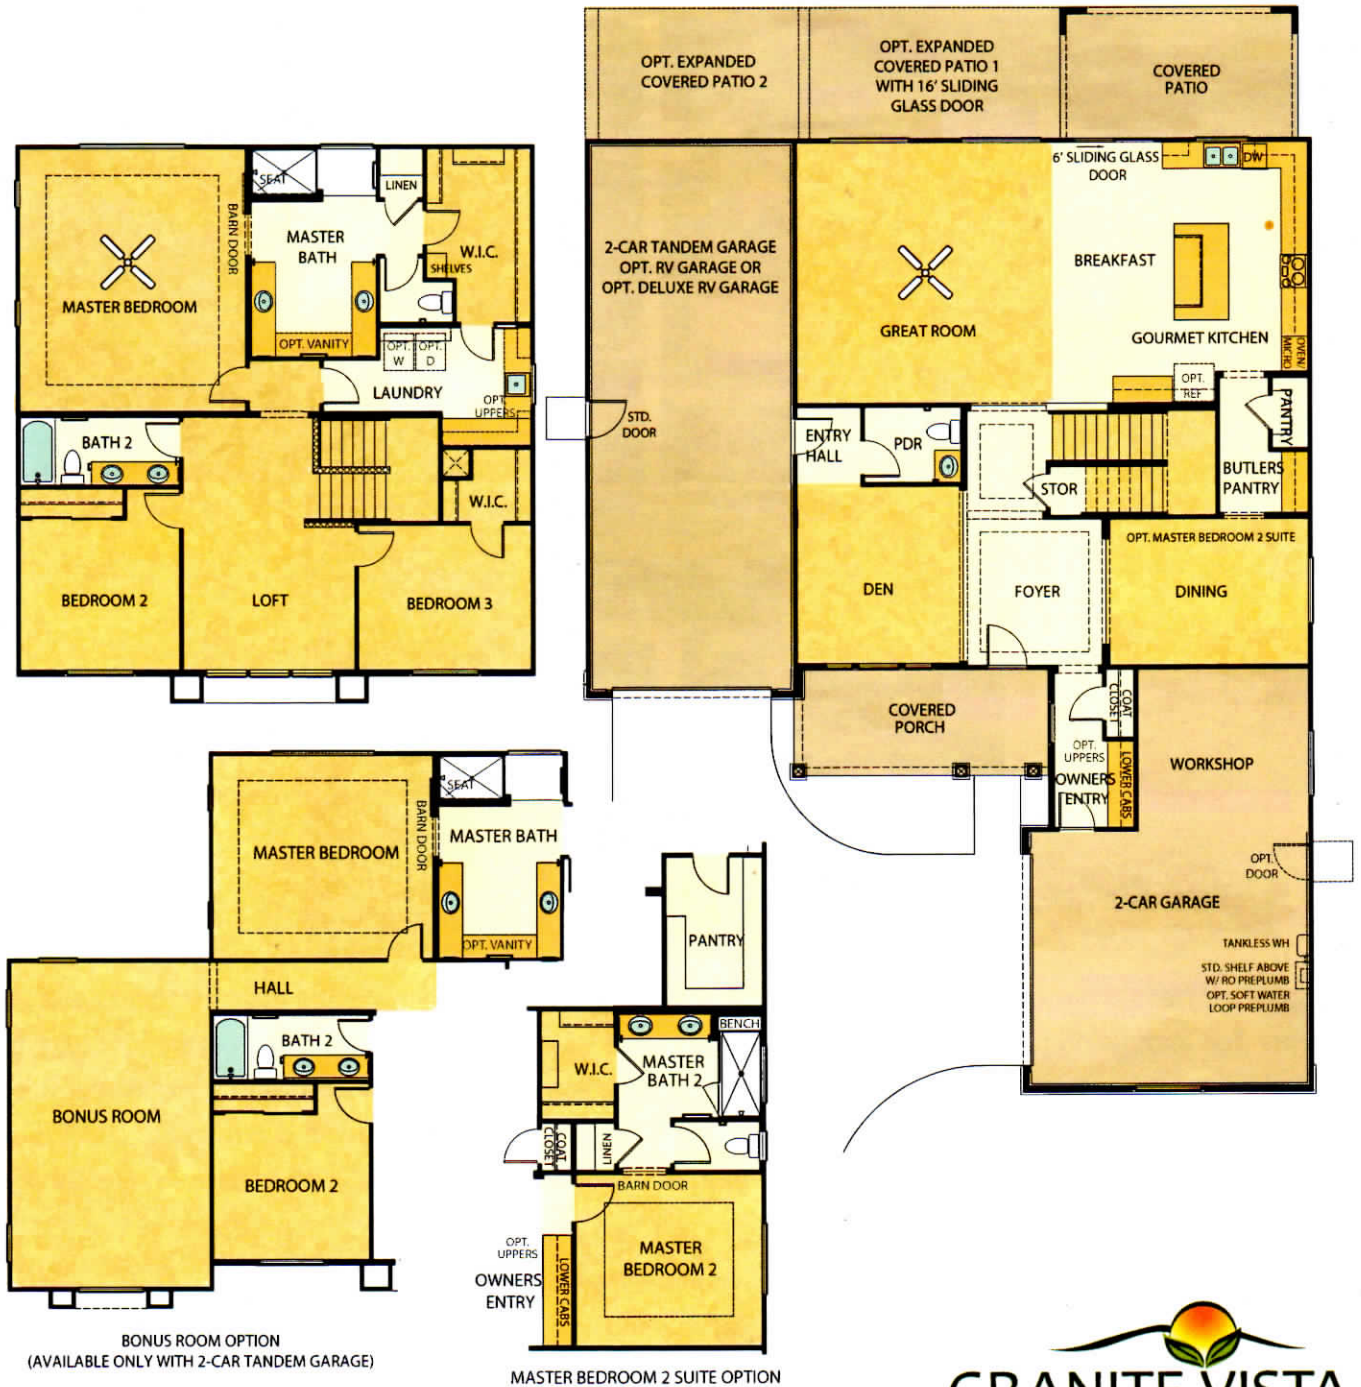 OPT. EXPANDED
COVERED PATIO 2
OPT. EXPANDED
COVERED PATIO 1
WITH 16' SLIDING
GLASS DOOR
COVERED
PATIO
SEAT
LINEN
BARN DOOR
MASTER
BATH
W.I.C.
SHELVES
MASTER BEDROOM
OPT. VANITY
OPT.
W
OPT.
D
LAUNDRY
OPT.
UPPERS
BATH 2
W.I.C.
BEDROOM 2
LOFT
BEDROOM 3
6' SLIDING GLASS
DOOR
DW
2-CAR TANDEM GARAGE
OPT. RV GARAGE OR
OPT. DELUXE RV GARAGE
BREAKFAST
GREAT ROOM
GOURMET KITCHEN
OVEN/
MICRO
OPT.
REF
STD.
DOOR
ENTRY
HALL
PDR
PANTRY
STOR
BUTLERS
PANTRY
OPT. MASTER BEDROOM 2 SUITE
DEN
FOYER
DINING
COVERED
PORCH
COAT
CLOSET
OPT.
UPPERS
OWNERS
ENTRY
LOWER CABS
WORKSHOP
OPT.
DOOR
2-CAR GARAGE
TANKLESS WH
STD. SHELF ABOVE
W/ RO PREPLUMB
OPT. SOFT WATER
LOOP PREPLUMB
SEAT
BARN DOOR
MASTER BATH
MASTER BEDROOM
OPT. VANITY
HALL
BATH 2
BONUS ROOM
BEDROOM 2
BONUS ROOM OPTION
(AVAILABLE ONLY WITH 2-CAR TANDEM GARAGE)
PANTRY
BENCH
W.I.C.
MASTER
BATH 2
COAT
CLOSET
LINEN
BARN DOOR
MASTER
BEDROOM 2
OPT.
UPPERS
OWNERS
ENTRY
LOWER CABS
MASTER BEDROOM 2 SUITE OPTION
GRANITE VISTA